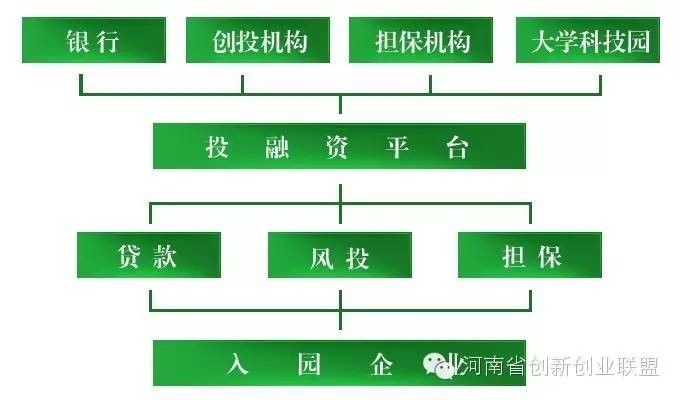 银行 创投机构 担保机构 大学科技园
投融资平台
贷款 风投 担保
入园企业
河南省创新创业联盟